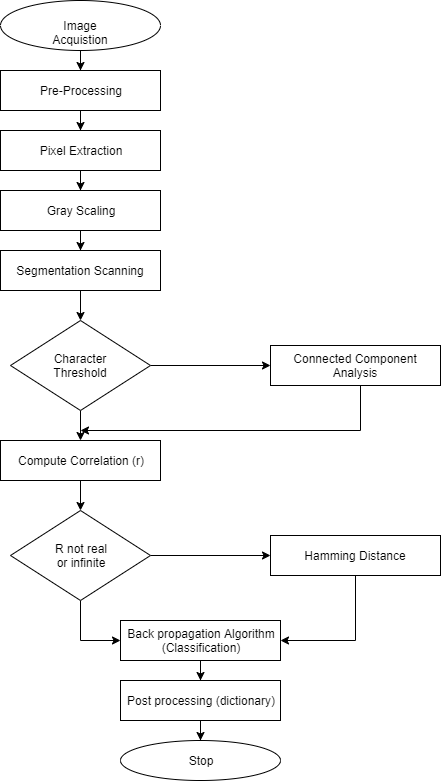 Image
Acquistion
Pre-Processing
Pixel Extraction
Gray Scaling
Segmentation Scanning
Character
Threshold
Connected Component
Analysis
Compute Correlation (r)
R not real
or infinite
Hamming Distance
Back propagation Algorithm
(Classification)
Post processing (dictionary)
Stop